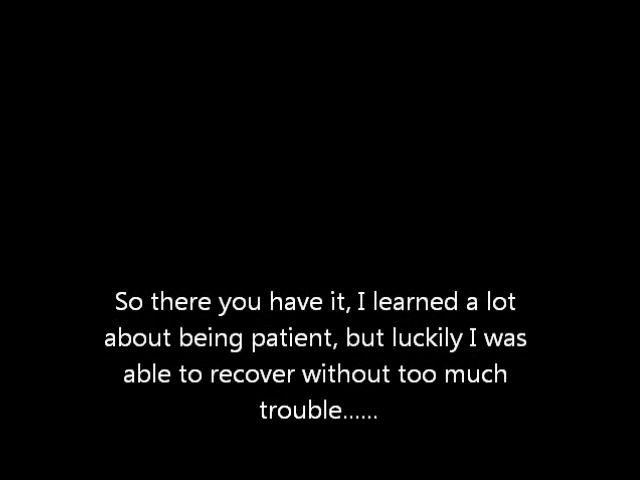 So there you have it, I learned a lot
about being patient, but luckily I was
able to recover without too much
trouble......